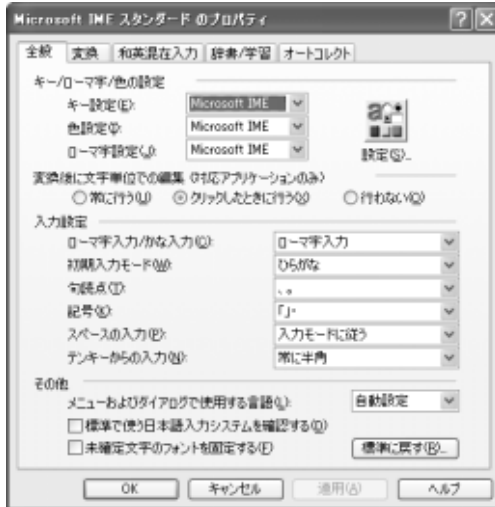 Microsoft IME スタンダード のプロパティ
全般 変換 和英混在入力 辞書/学習 オートコレクト
キー/ローマ字/色の設定
キー設定(E): Microsoft IME
色設定(I): Microsoft IME
ローマ字設定(J): Microsoft IME
設定(S)...
変換後に文字単位での編集 (対応アプリケーションのみ)
常に行う(U) クリックしたときに行う(X) 行わない(Q)
入力設定
ローマ字入力/かな入力(C): ローマ字入力
初期入力モード(W): ひらがな
句読点(T): 、。
記号(K): 「」・
スペースの入力(P): 入力モードに従う
テンキーからの入力(N): 常に半角
その他
メニューおよびダイアログで使用する言語(L): 自動設定
標準で使う日本語入力システムを確認する(O)
未確定文字のフォントを固定する(F) 標準に戻す(R)...
OK キャンセル 適用(A) ヘルプ